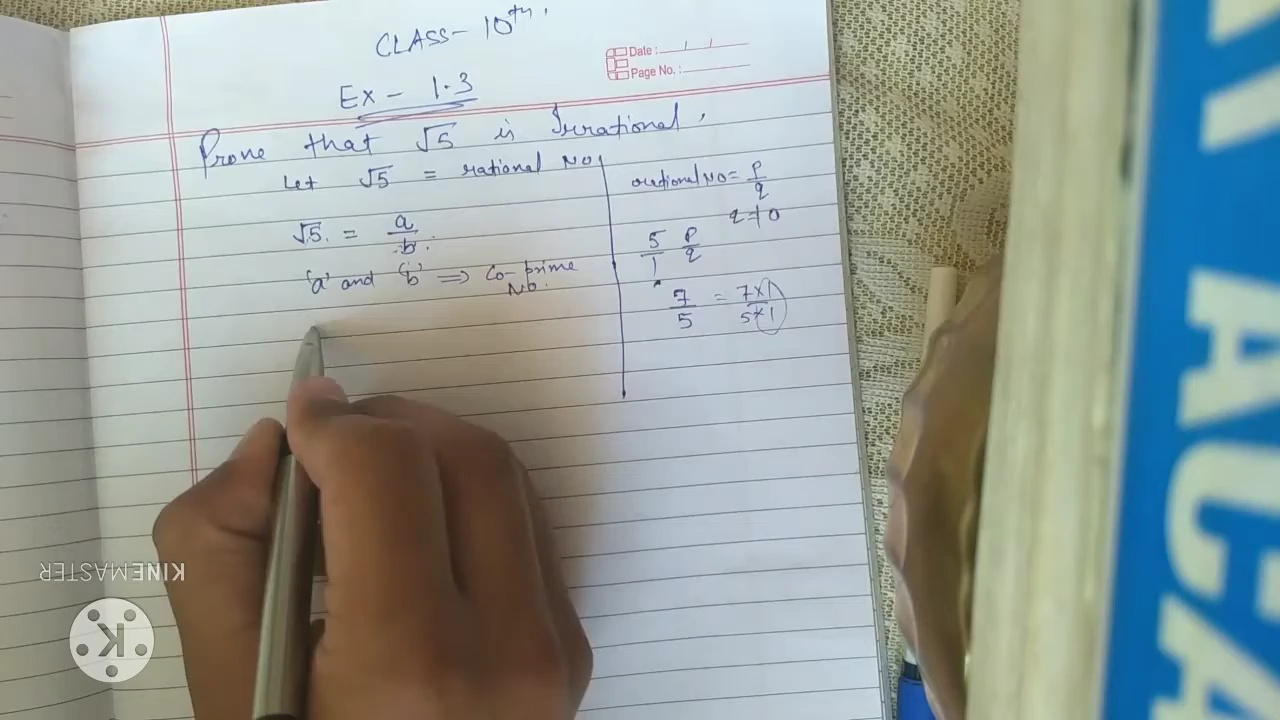 CLASS- 10th.
Date : / /
Page No. :
Ex - 1.3
Prove that √5 is Irrational.
Let √5 = rational NO
√5. = a/b.
'a' and 'b' ⇒ Co-prime No.
rational NO = P/q
q ≠ 0
5/1 P/q
7/5 = 7×1/5×1
KINEMASTER
K